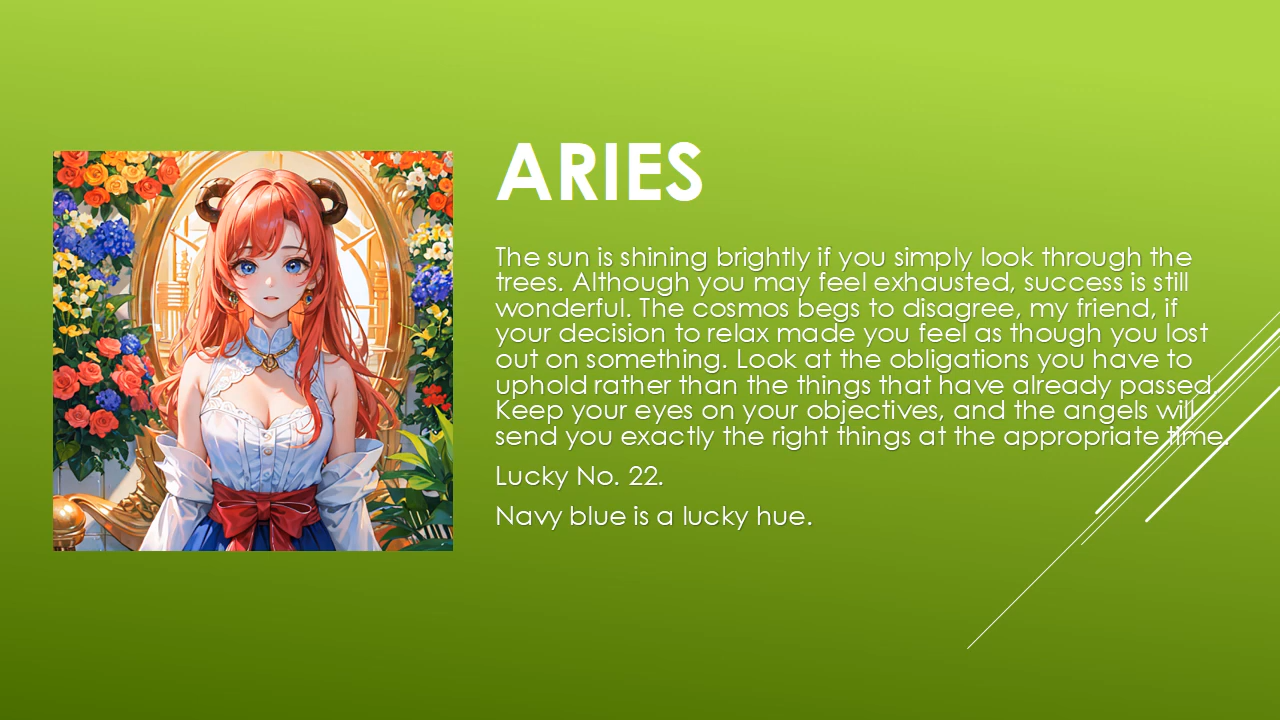 ARIES
The sun is shining brightly if you simply look through the
trees. Although you may feel exhausted, success is still
wonderful. The cosmos begs to disagree, my friend, if
your decision to relax made you feel as though you lost
out on something. Look at the obligations you have to
uphold rather than the things that have already passed.
Keep your eyes on your objectives, and the angels will
send you exactly the right things at the appropriate time.
Lucky No. 22.
Navy blue is a lucky hue.